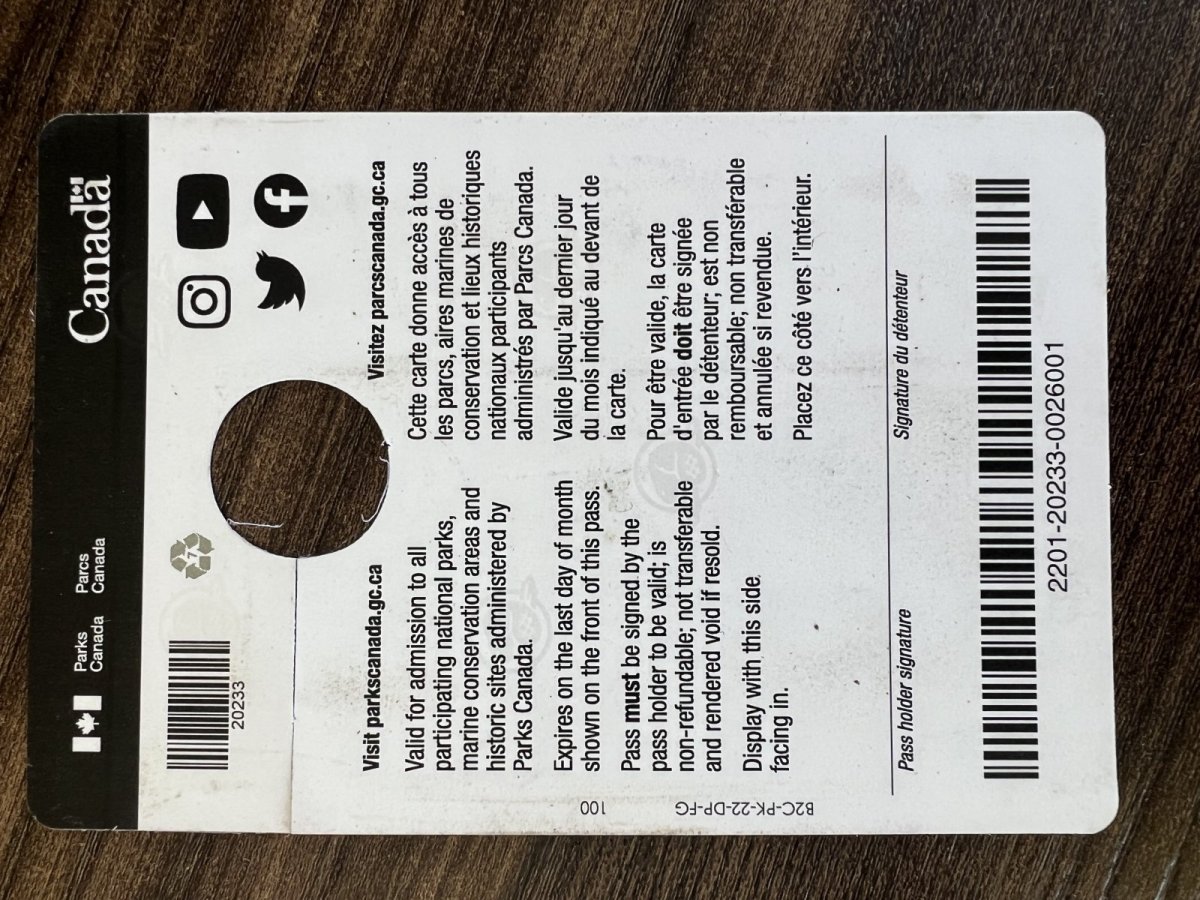 Parks
Canada
Parcs
Canada
Canada
20233
7
Visit parkscanada.gc.ca
Valid for admission to all
participating national parks,
marine conservation areas and
historic sites administered by
Parks Canada.
Expires on the last day of month
shown on the front of this pass.
Pass must be signed by the
pass holder to be valid; is
non-refundable; not transferable
and rendered void if resold.
Display with this side
facing in.
Visitez parcscanada.gc.ca
Cette carte donne accès à tous
les parcs, aires marines de
conservation et lieux historiques
nationaux participants
administrés par Parcs Canada.
Valide jusqu'au dernier jour
du mois indiqué au devant de
la carte.
Pour être valide, la carte
d'entrée doit être signée
par le détenteur; est non
remboursable; non transférable
et annulée si revendue.
Placez ce côté vers l'intérieur.
100
B2C-PK-22-DP-FG
Pass holder signature
Signature du détenteur
2201-20233-0026001